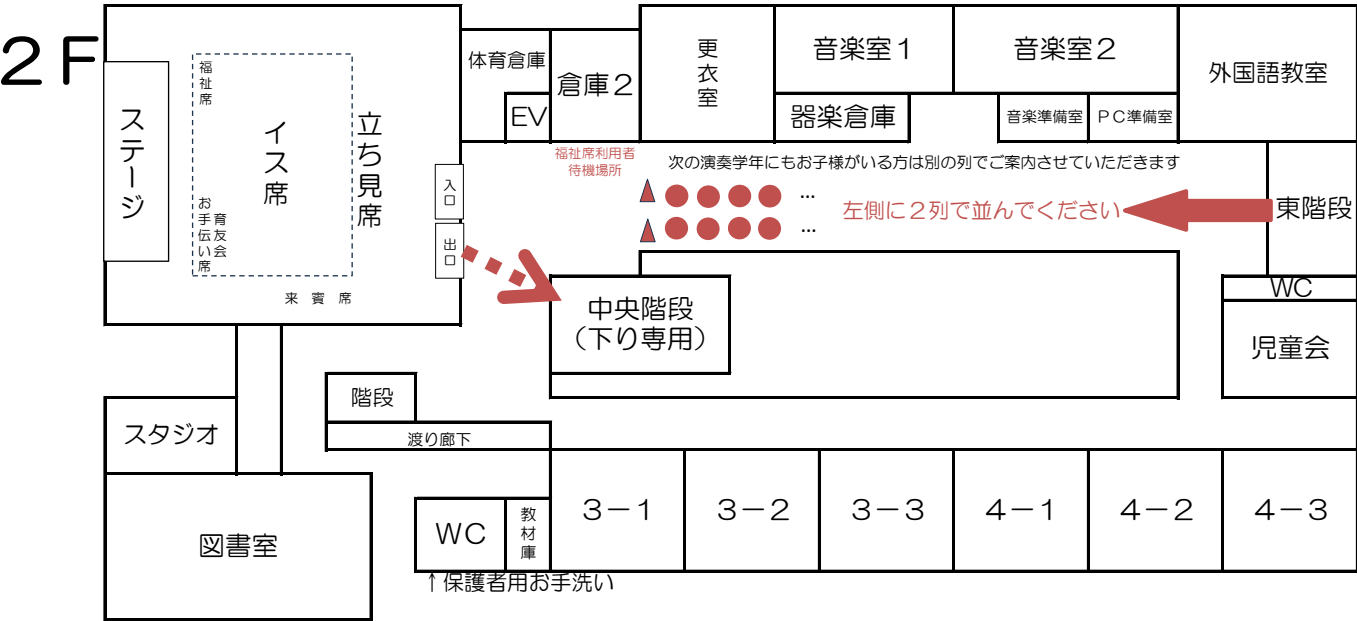 ２Ｆ
ステージ
福祉席
イス席
立ち見席
育友会
お手伝い席
来賓席
入口
出口
体育倉庫
EV
倉庫２
更衣室
音楽室１
音楽室２
外国語教室
器楽倉庫
音楽準備室
ＰＣ準備室
福祉席利用者
待機場所
次の演奏学年にもお子様がいる方は別の列でご案内させていただきます
…
左側に２列で並んでください
…
東階段
中央階段
（下り専用）
WC
児童会
階段
渡り廊下
スタジオ
図書室
WC
教材庫
３－１
３－２
３－３
４－１
４－２
４－３
↑保護者用お手洗い